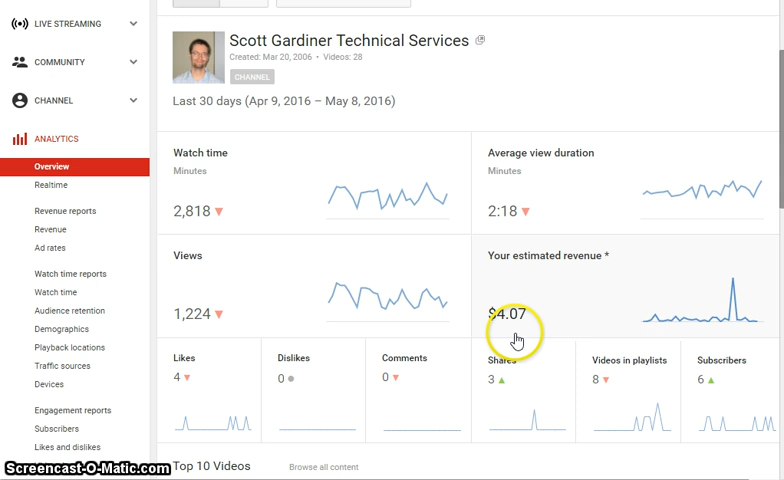 LIVE STREAMING
COMMUNITY
CHANNEL
ANALYTICS
Overview
Realtime
Revenue reports
Revenue
Ad rates
Watch time reports
Watch time
Audience retention
Demographics
Playback locations
Traffic sources
Devices
Engagement reports
Subscribers
Likes and dislikes
Scott Gardiner Technical Services
Created: Mar 20, 2006 • Videos: 28
CHANNEL
Last 30 days (Apr 9, 2016 – May 8, 2016)
Watch time
Minutes
2,818
Average view duration
Minutes
2:18
Views
1,224
Your estimated revenue *
$4.07
Likes
4
Dislikes
0
Comments
0
Shares
3
Videos in playlists
8
Subscribers
6
Top 10 Videos
Browse all content
Screencast-O-Matic.com